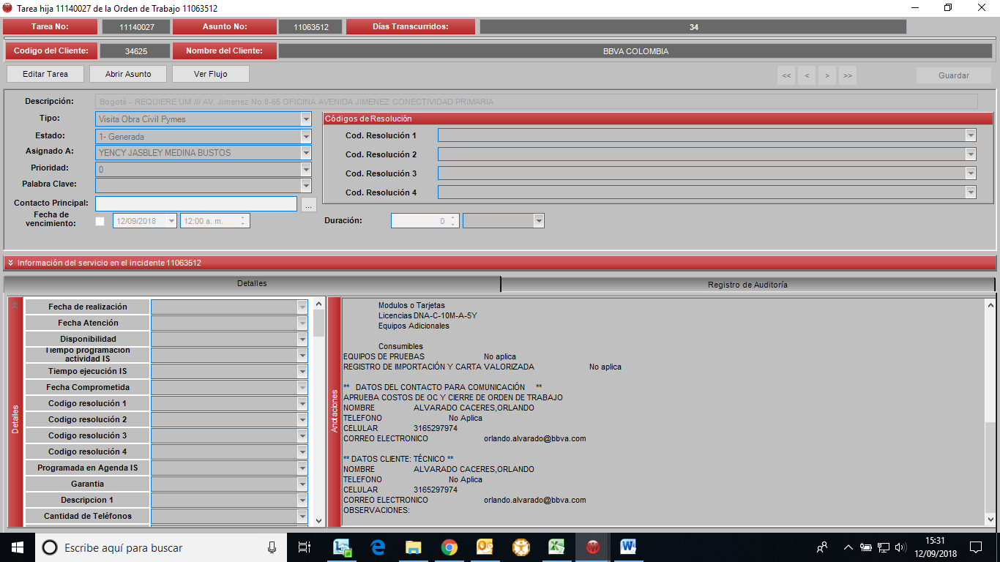 Tarea hija 11140027 de la Orden de Trabajo 11063512
Tarea No: 11140027 Asunto No: 11063512 Días Transcurridos: 34
Codigo del Cliente: 34625 Nombre del Cliente: BBVA COLOMBIA
Editar Tarea Abrir Asunto Ver Flujo << < > >> Guardar
Descripción: Bogotá - REQUIERE UM /// AV. Jimenez No.8-65 OFICINA AVENIDA JIMENEZ CONECTIVIDAD PRIMARIA
Tipo: Visita Obra Civil Pymes
Estado: 1- Generada
Asignado A: YENCY JASBLEY MEDINA BUSTOS
Prioridad: 0
Palabra Clave:
Contacto Principal: ...
Fecha de vencimiento: 12/09/2018 12:00 a. m.
Códigos de Resolución
Cod. Resolución 1
Cod. Resolución 2
Cod. Resolución 3
Cod. Resolución 4
Duración: 0
Información del servicio en el incidente 11063512
Detalles Registro de Auditoría
Detalles
Fecha de realización
Fecha Atención
Disponibilidad
Tiempo programación
actividad IS
Tiempo ejecución IS
Fecha Comprometida
Codigo resolución 1
Codigo resolución 2
Codigo resolución 3
Codigo resolución 4
Programada en Agenda IS
Garantia
Descripcion 1
Cantidad de Teléfonos
Anotaciones
Modulos o Tarjetas
Licencias DNA-C-10M-A-5Y
Equipos Adicionales
Consumibles
EQUIPOS DE PRUEBAS No aplica
REGISTRO DE IMPORTACIÓN Y CARTA VALORIZADA No aplica
** DATOS DEL CONTACTO PARA COMUNICACIÓN **
APRUEBA COSTOS DE OC Y CIERRE DE ORDEN DE TRABAJO
NOMBRE ALVARADO CACERES,ORLANDO
TELEFONO No Aplica
CELULAR 3165297974
CORREO ELECTRONICO orlando.alvarado@bbva.com
** DATOS CLIENTE: TÉCNICO **
NOMBRE ALVARADO CACERES,ORLANDO
TELEFONO No Aplica
CELULAR 3165297974
CORREO ELECTRONICO orlando.alvarado@bbva.com
OBSERVACIONES:
Escribe aquí para buscar
15:31
12/09/2018